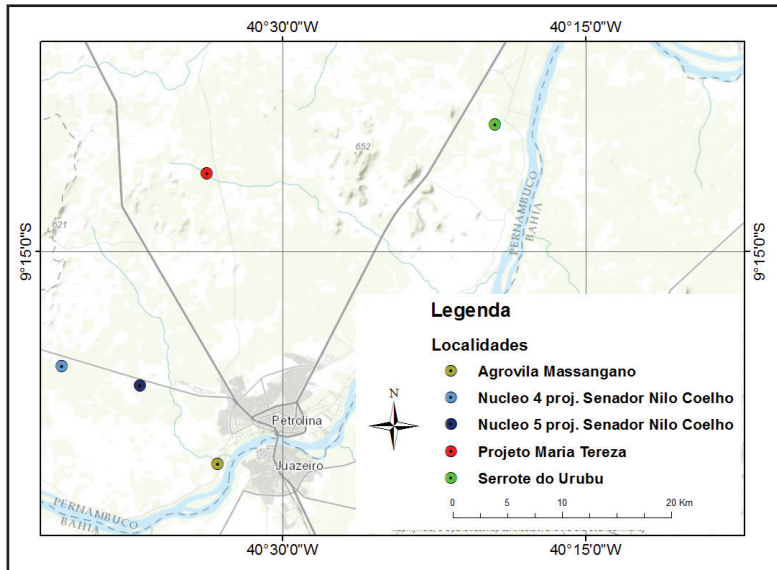 40°30'0"W 40°15'0"W
652
621
PERNAMBUCO
BAHIA
9°15'0"S 9°15'0"S
Legenda
Localidades
Agrovila Massangano
Nucleo 4 proj. Senador Nilo Coelho
Nucleo 5 proj. Senador Nilo Coelho
Projeto Maria Tereza
Serrote do Urubu
N
Petrolina
Juazeiro
0 5 10 20 Km
PERNAMBUCO
BAHIA
40°30'0"W 40°15'0"W